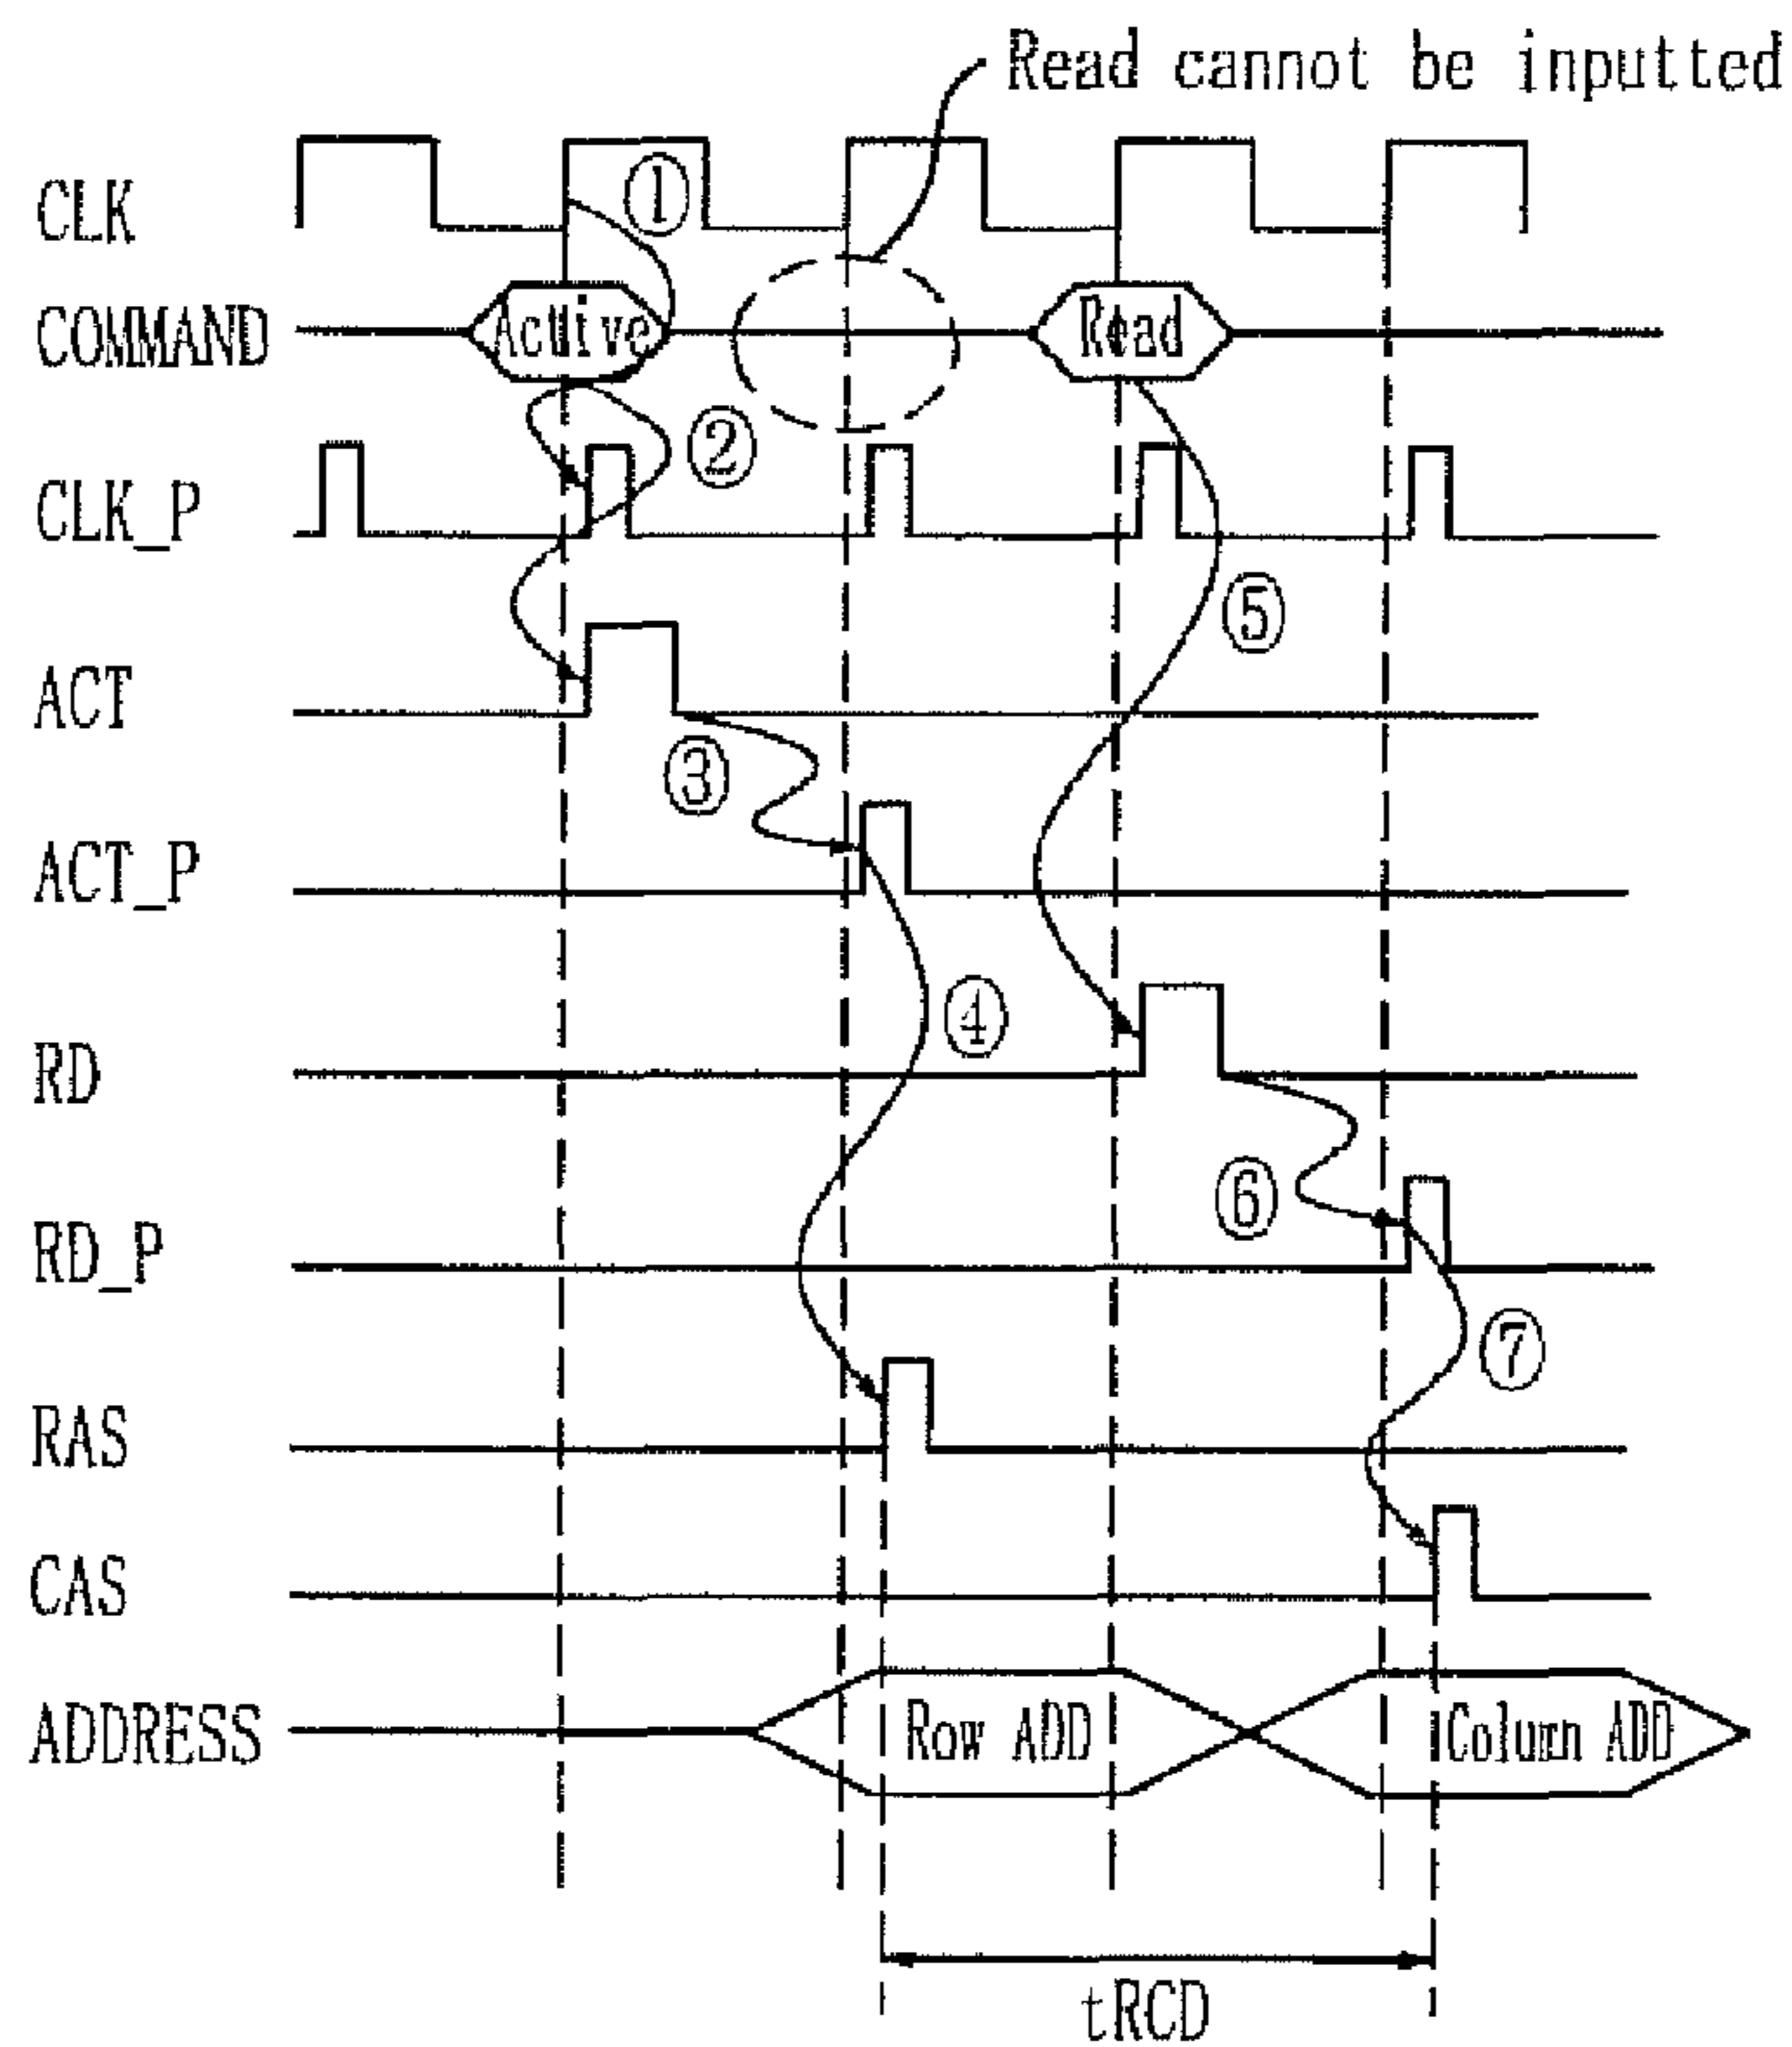 Read cannot be inputted
CLK
①
COMMAND
Active
Read
②
CLK_P
⑤
ACT
③
ACT_P
④
RD
⑥
RD_P
⑦
RAS
CAS
ADDRESS
Row ADD
Column ADD
tRCD